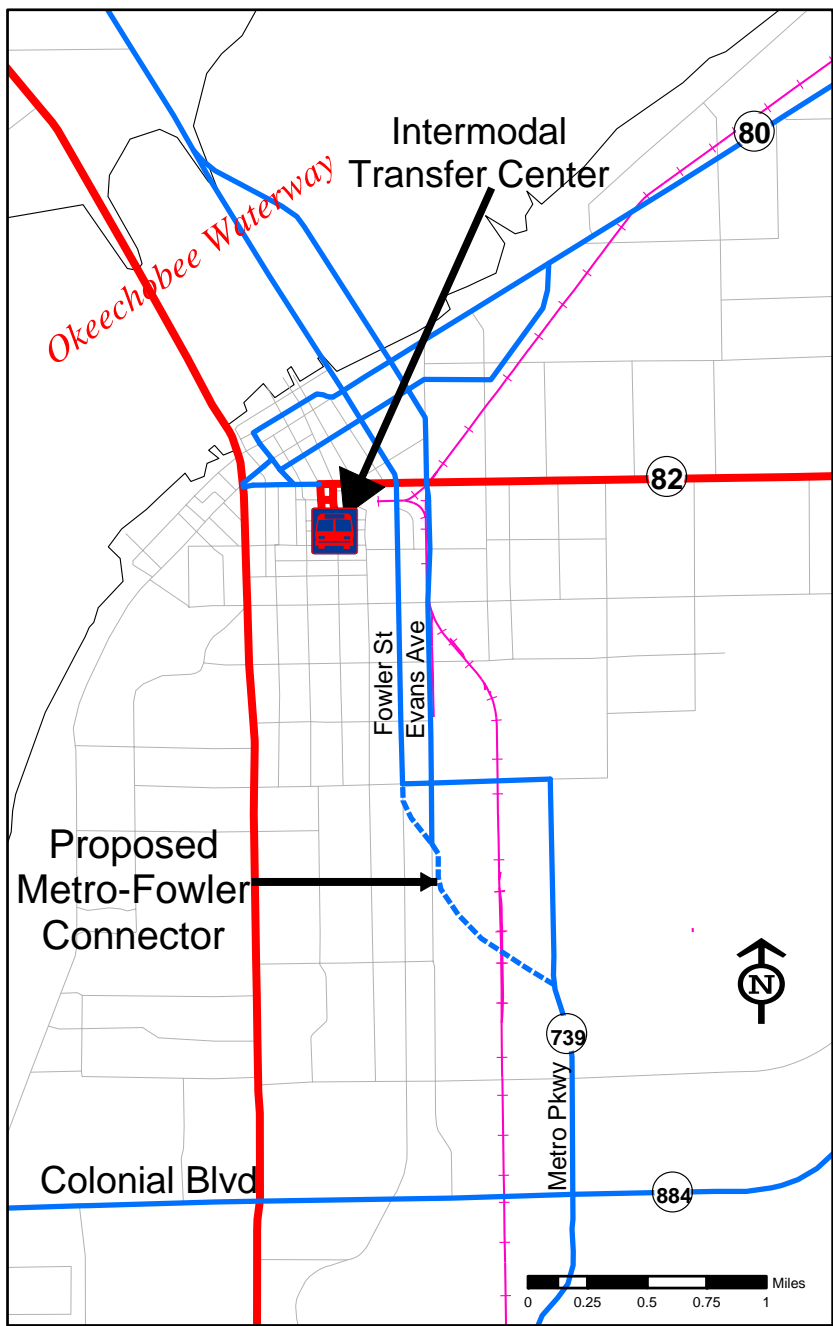 Intermodal
Transfer Center
80
Okeechobee Waterway
82
Fowler St
Evans Ave
Proposed
Metro-Fowler
Connector
N
739
Metro Pkwy
Colonial Blvd
884
Miles
0 0.25 0.5 0.75 1